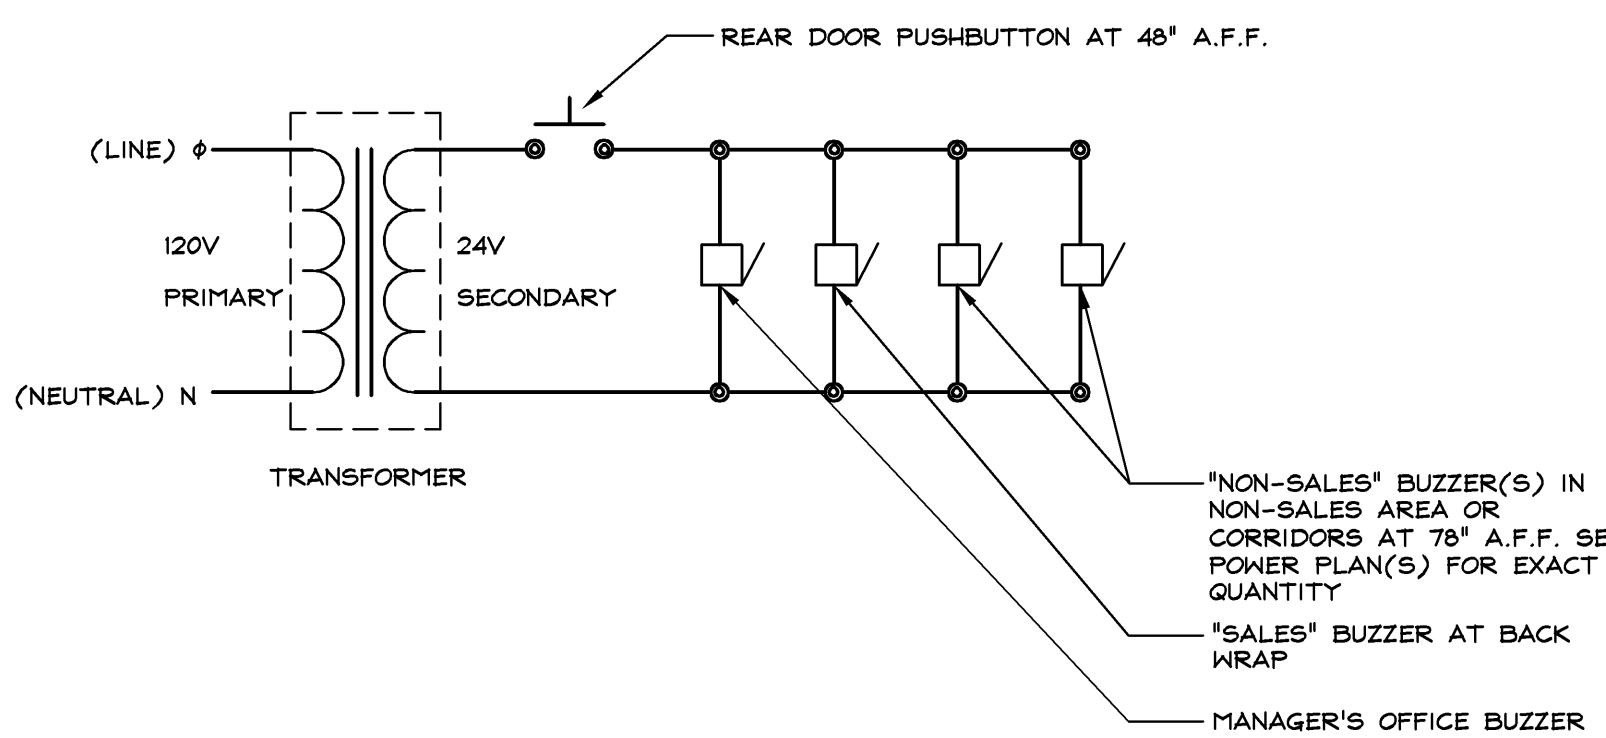 REAR DOOR PUSHBUTTON AT 48" A.F.F.
(LINE) ϕ
120V
PRIMARY
24V
SECONDARY
(NEUTRAL) N
TRANSFORMER
"NON-SALES" BUZZER(S) IN
NON-SALES AREA OR
CORRIDORS AT 78" A.F.F. SE
POWER PLAN(S) FOR EXACT
QUANTITY
"SALES" BUZZER AT BACK
WRAP
MANAGER'S OFFICE BUZZER